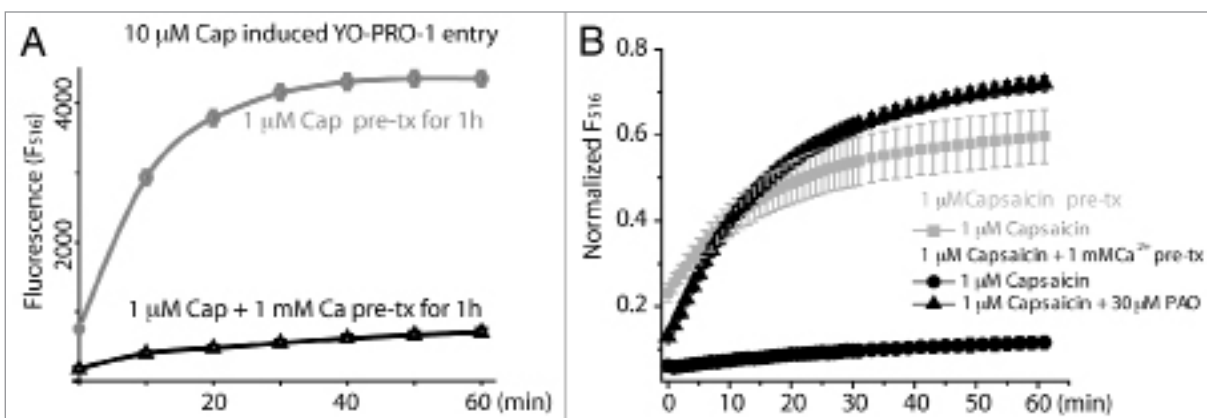 A
10 μM Cap induced YO-PRO-1 entry
Fluorescence (F516)
4000
2000
1 μM Cap pre-tx for 1h
1 μM Cap + 1 mM Ca pre-tx for 1h
20 40 60 (min)
B
Normalized F516
0.8
0.6
0.4
0.2
1 μMCapsaicin pre-tx
1 μM Capsaicin
1 μM Capsaicin + 1 mMCa2+ pre-tx
1 μM Capsaicin
1 μM Capsaicin + 30 μM PAO
0 10 20 30 40 50 60 (min)